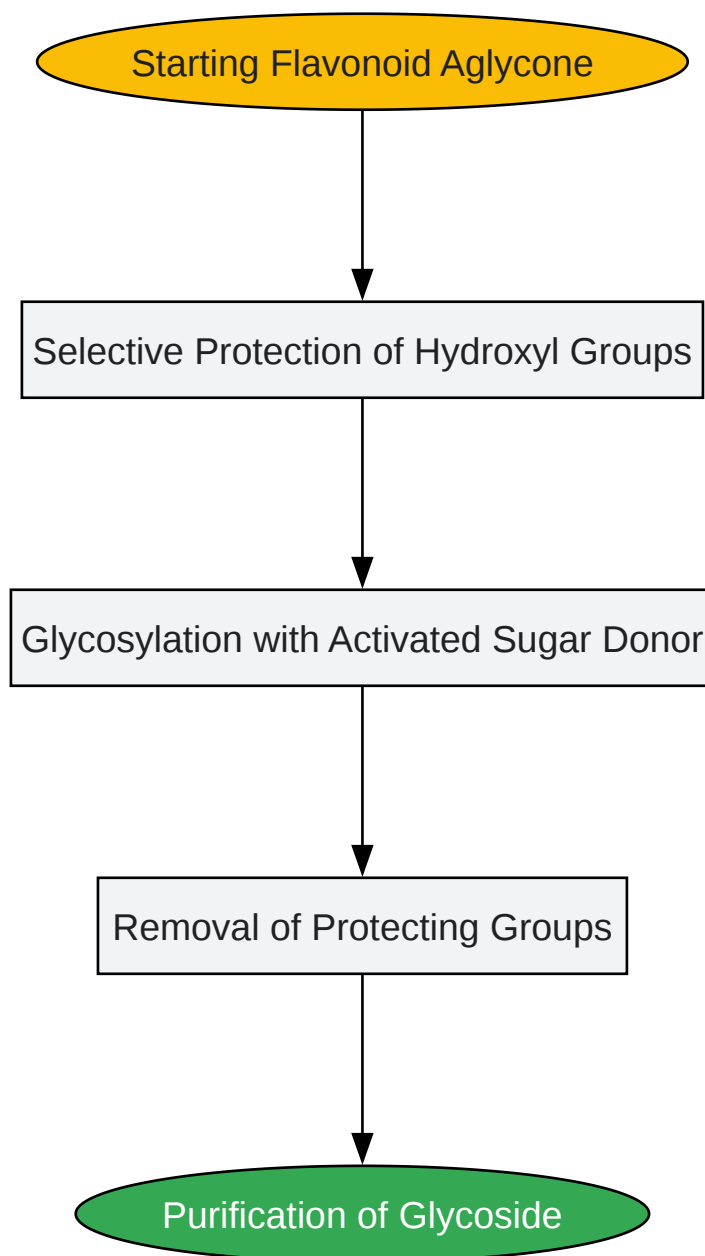 Starting Flavonoid Aglycone
Selective Protection of Hydroxyl Groups
Glycosylation with Activated Sugar Donor
Removal of Protecting Groups
Purification of Glycoside